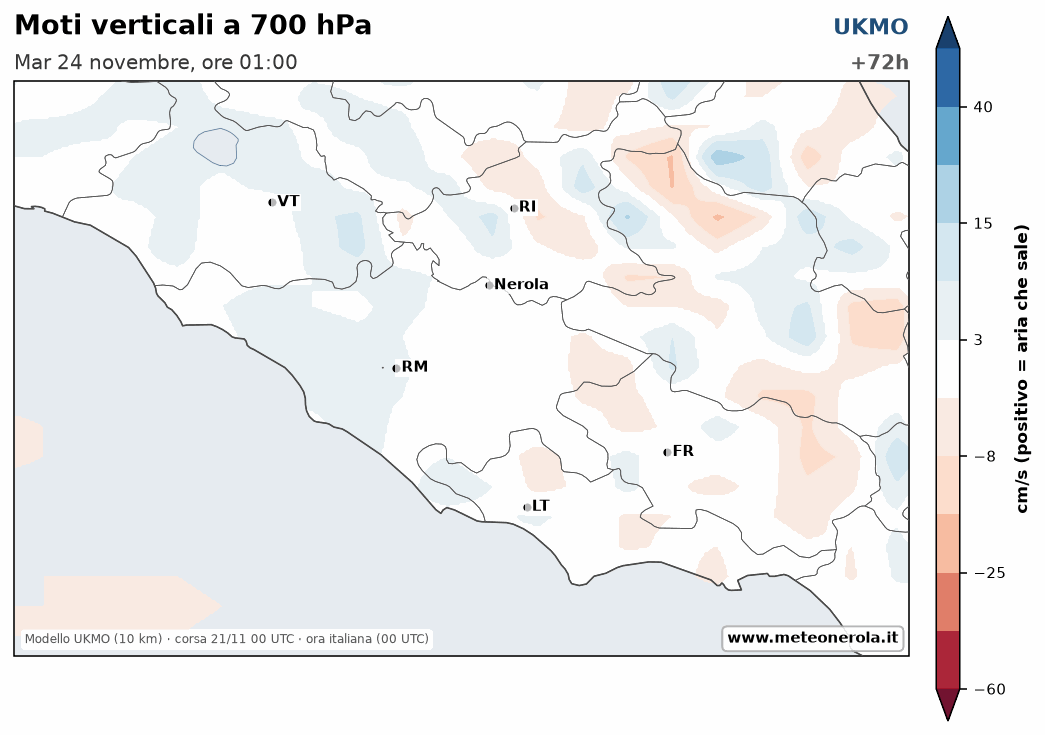 Moti verticali a 700 hPa
UKMO
Mar 24 novembre, ore 01:00
+72h
VT
RI
Nerola
RM
FR
LT
40
15
3
−8
−25
−60
cm/s (positivo = aria che sale)
Modello UKMO (10 km) · corsa 21/11 00 UTC · ora italiana (00 UTC)
www.meteonerola.it